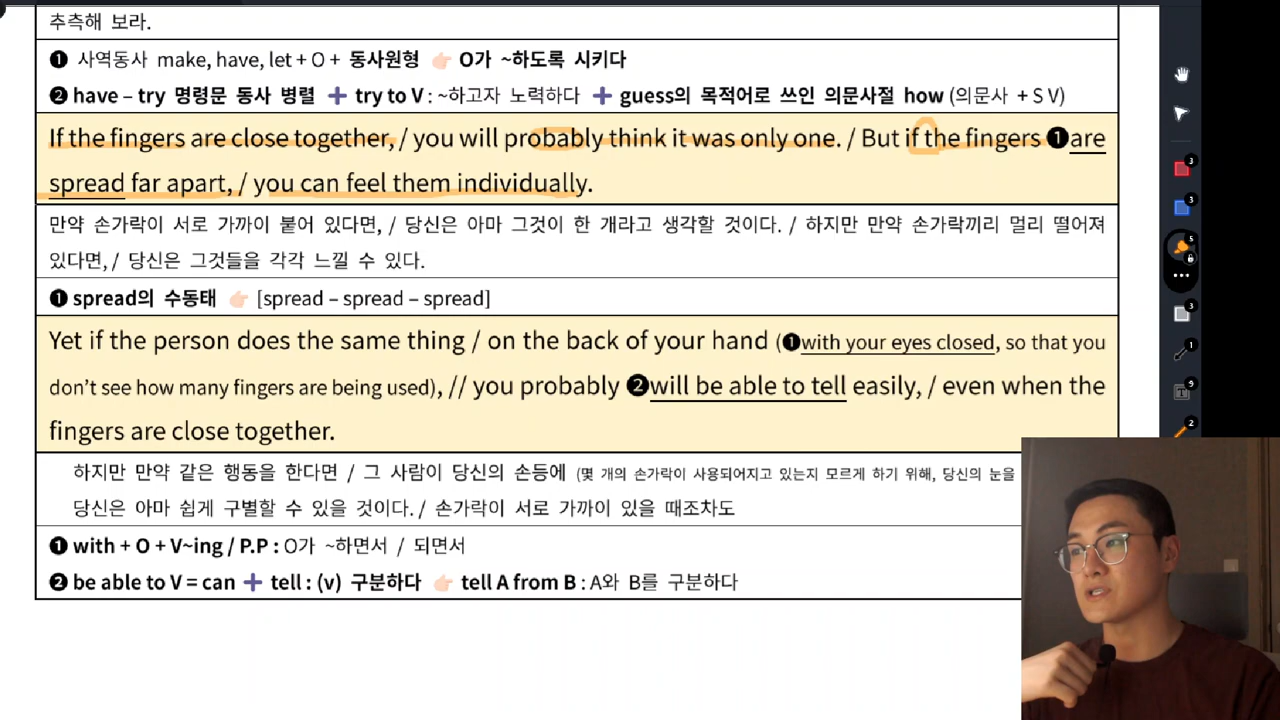 추측해 보라.
❶ 사역동사 make, have, let + O + 동사원형 👉🏻 O가 ~하도록 시키다
❷ have – try 명령문 동사 병렬 ➕ try to V : ~하고자 노력하다 ➕ guess의 목적어로 쓰인 의문사절 how (의문사 + S V)
If the fingers are close together, / you will probably think it was only one. / But if the fingers ❶are
spread far apart, / you can feel them individually.
만약 손가락이 서로 가까이 붙어 있다면, / 당신은 아마 그것이 한 개라고 생각할 것이다. / 하지만 만약 손가락끼리 멀리 떨어져
있다면, / 당신은 그것들을 각각 느낄 수 있다.
❶ spread의 수동태 👉🏻 [spread – spread – spread]
Yet if the person does the same thing / on the back of your hand (❶with your eyes closed, so that you
don’t see how many fingers are being used), // you probably ❷will be able to tell easily, / even when the
fingers are close together.
하지만 만약 같은 행동을 한다면 / 그 사람이 당신의 손등에 (몇 개의 손가락이 사용되어지고 있는지 모르게 하기 위해, 당신의 눈을
당신은 아마 쉽게 구별할 수 있을 것이다. / 손가락이 서로 가까이 있을 때조차도
❶ with + O + V~ing / P.P : O가 ~하면서 / 되면서
❷ be able to V = can ➕ tell : (v) 구분하다 👉🏻 tell A from B : A와 B를 구분하다
3
3
5
3
1
9
2